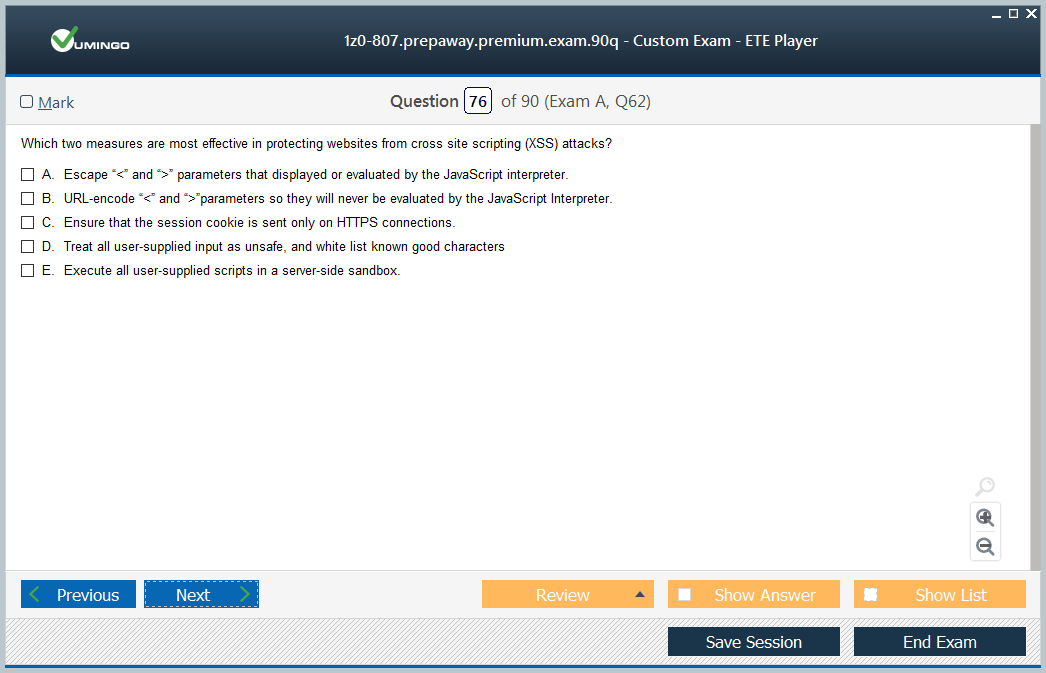 VUMINGO
1z0-807.prepaway.premium.exam.90q - Custom Exam - ETE Player
Mark
Question 76 of 90 (Exam A, Q62)
Which two measures are most effective in protecting websites from cross site scripting (XSS) attacks?
A. Escape “<” and “>” parameters that displayed or evaluated by the JavaScript interpreter.
B. URL-encode “<” and “>”parameters so they will never be evaluated by the JavaScript Interpreter.
C. Ensure that the session cookie is sent only on HTTPS connections.
D. Treat all user-supplied input as unsafe, and white list known good characters
E. Execute all user-supplied scripts in a server-side sandbox.
Previous
Next
Review
Show Answer
Show List
Save Session
End Exam